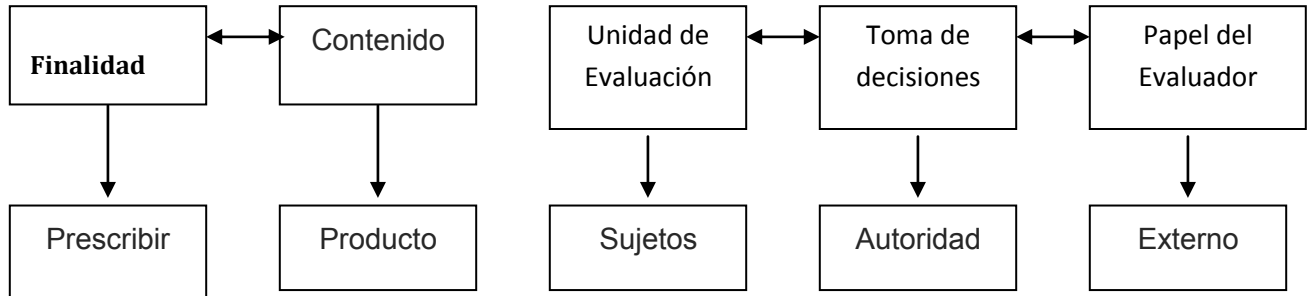 Finalidad
Contenido
Unidad de
Evaluación
Toma de
decisiones
Papel del
Evaluador
Prescribir
Producto
Sujetos
Autoridad
Externo